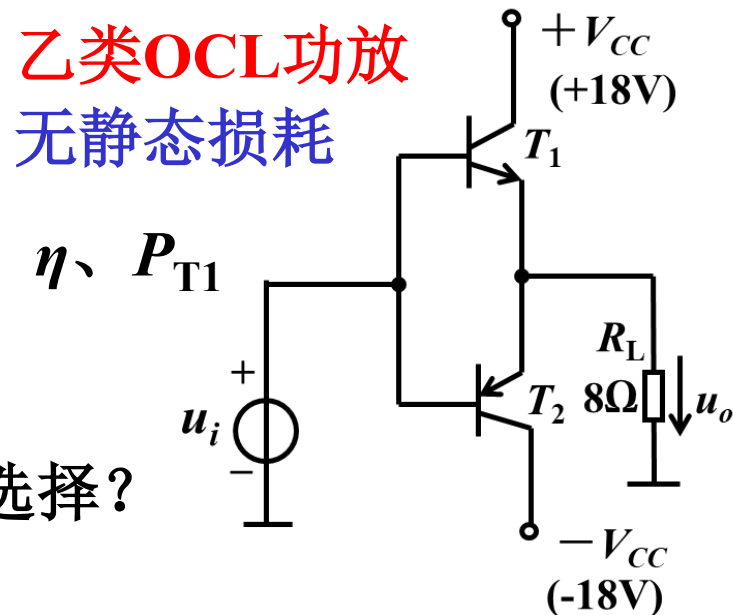 乙类OCL功放
无静态损耗
η、PT1
选择？
+VCC
(+18V)
T1
RL
8Ω
uo
T2
+
ui
−
−VCC
(-18V)